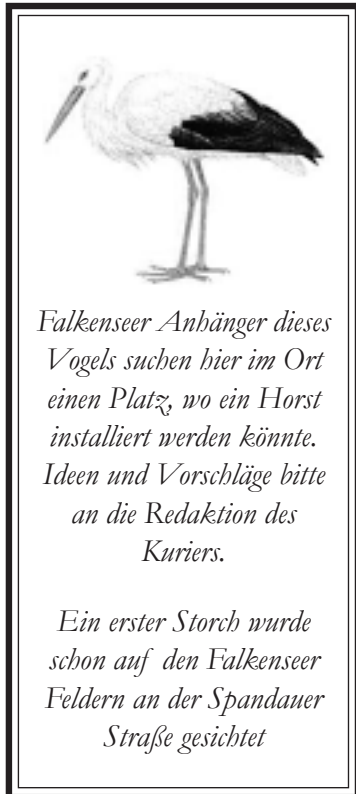 Falkenseer Anhänger dieses
Vogels suchen hier im Ort
einen Platz, wo ein Horst
installiert werden könnte.
Ideen und Vorschläge bitte
an die Redaktion des
Kuriers.

Ein erster Storch wurde
schon auf den Falkenseer
Feldern an der Spandauer
Straße gesichtet